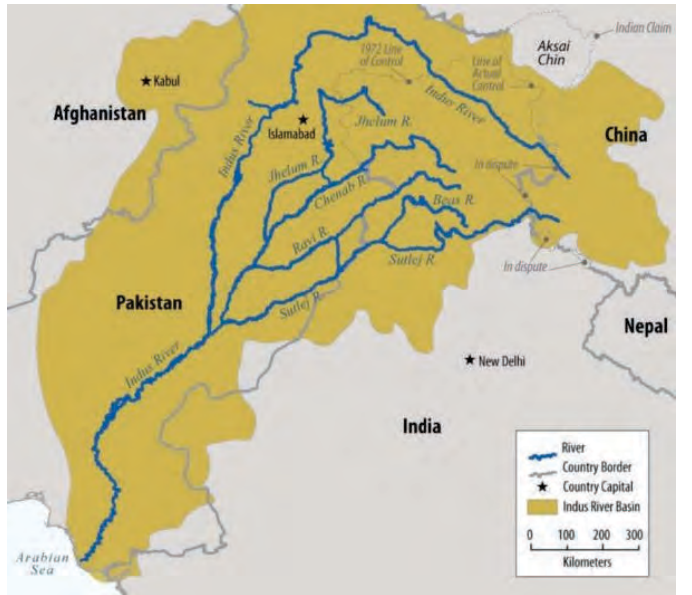 Indian Claim
Aksai
Chin
1972 Line
of Control
Line of
Actual
Control
Kabul
Afghanistan
Islamabad
Indus River
Indus River
Jhelum R.
China
Jhelum R.
Chenab R.
In dispute
Beas R.
Ravi R.
Sutlej R.
In dispute
Pakistan
Sutlej R.
Nepal
Indus River
New Delhi
India
River
Country Border
Country Capital
Indus River Basin
0 100 200 300
Kilometers
Arabian
Sea